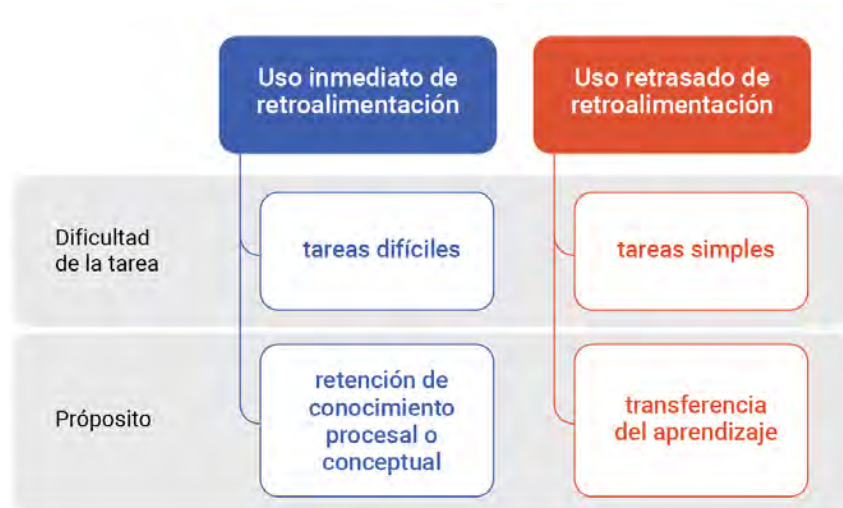 Uso inmediato de
retroalimentación
Uso retrasado de
retroalimentación
Dificultad
de la tarea
tareas difíciles
tareas simples
Próposito
retención de
conocimiento
procesal o
conceptual
transferencia
del aprendizaje